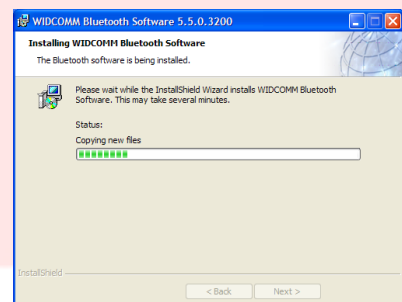 WIDCOMM Bluetooth Software 5.5.0.3200
Installing WIDCOMM Bluetooth Software
The Bluetooth software is being installed.
Please wait while the InstallShield Wizard installs WIDCOMM Bluetooth
Software. This may take several minutes.
Status:
Copying new files
InstallShield
< Back Next >